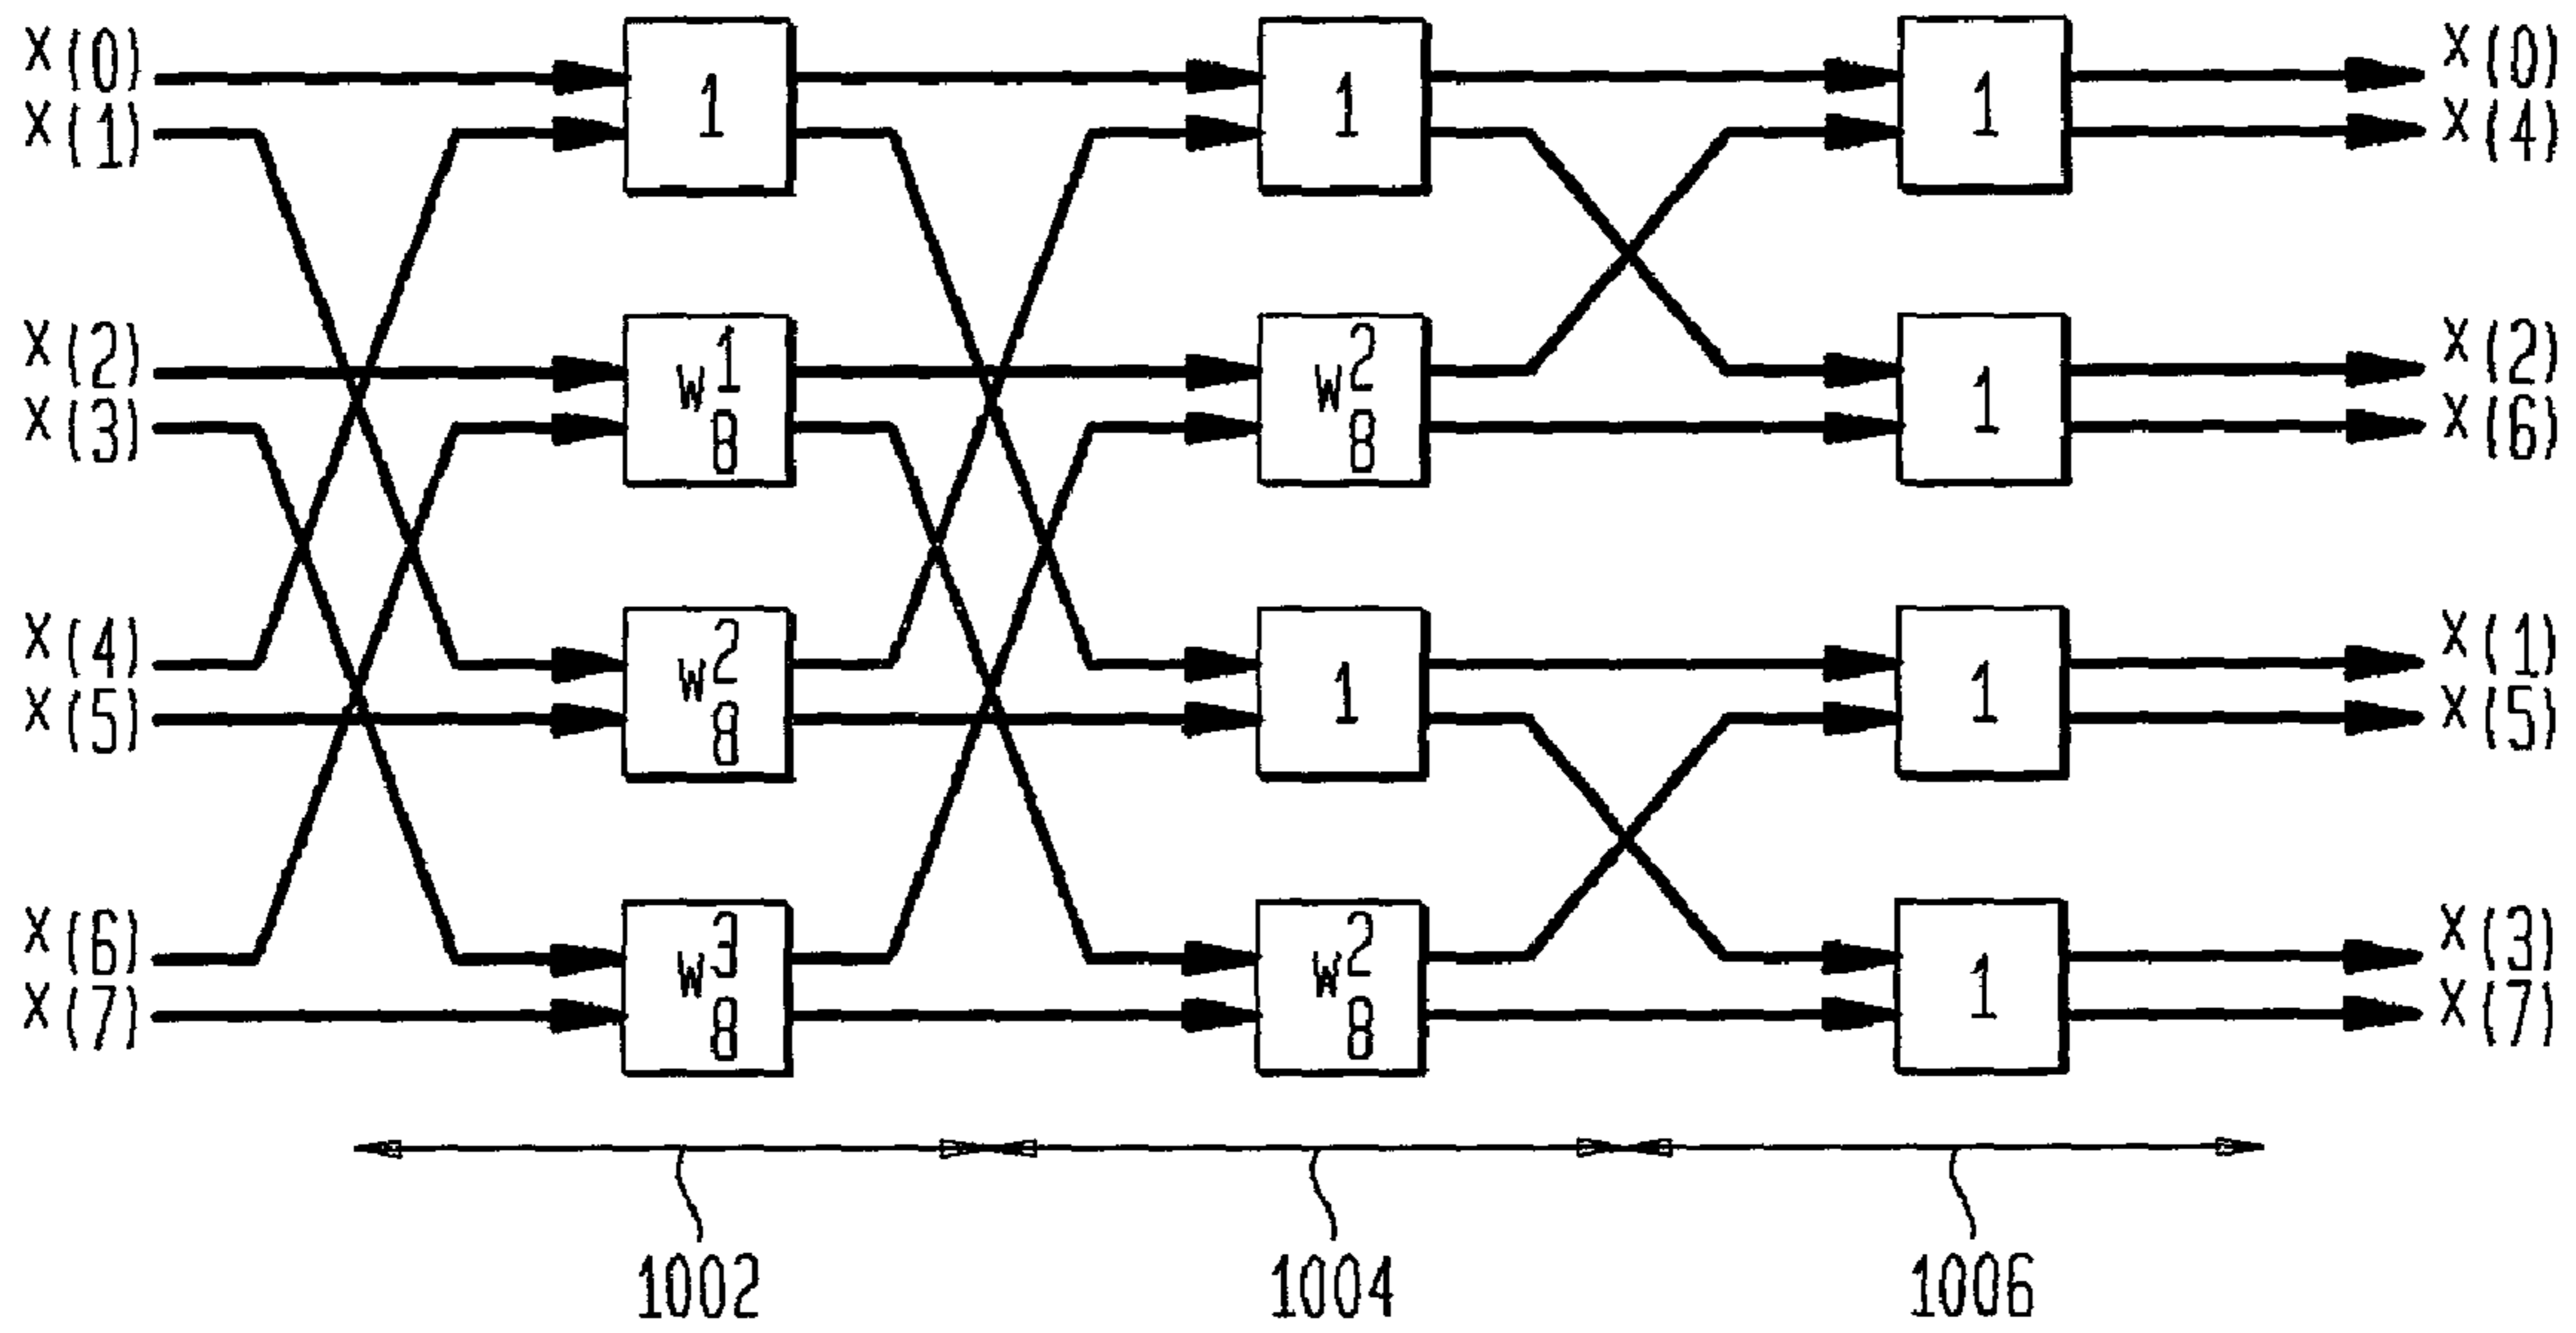 X(0) 1 1 1 X(0)
X(1) X(4)
X(2) W 1 8 W 2 8 1 X(2)
X(3) X(6)
X(4) W 2 8 1 1 X(1)
X(5) X(5)
X(6) W 3 8 W 2 8 1 X(3)
X(7) X(7)
1002 1004 1006